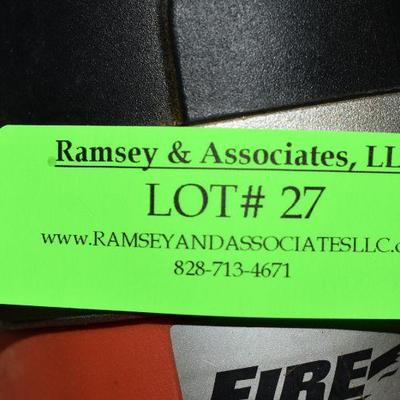 Ramsey & Associates, LL
LOT# 27
www.RAMSEYANDASSOCIATESLLC.c
828-713-4671
FIRE